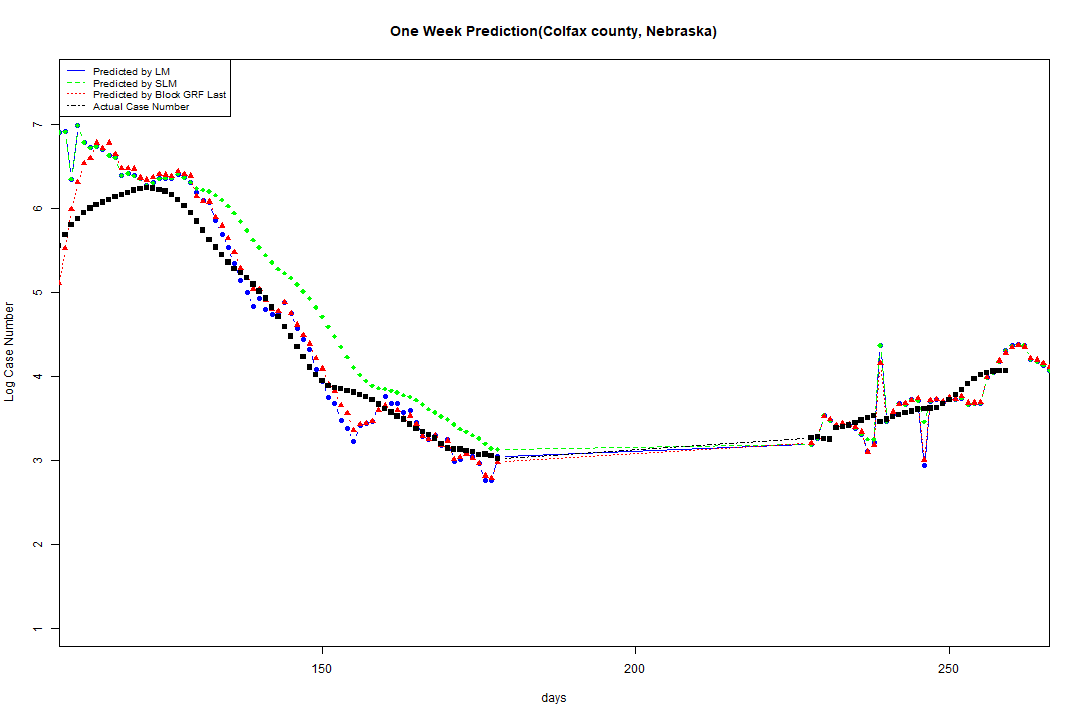 One Week Prediction(Colfax county, Nebraska)
Predicted by LM
Predicted by SLM
Predicted by Block GRF Last
Actual Case Number
7
6
5
4
3
2
1
Log Case Number
150
200
250
days